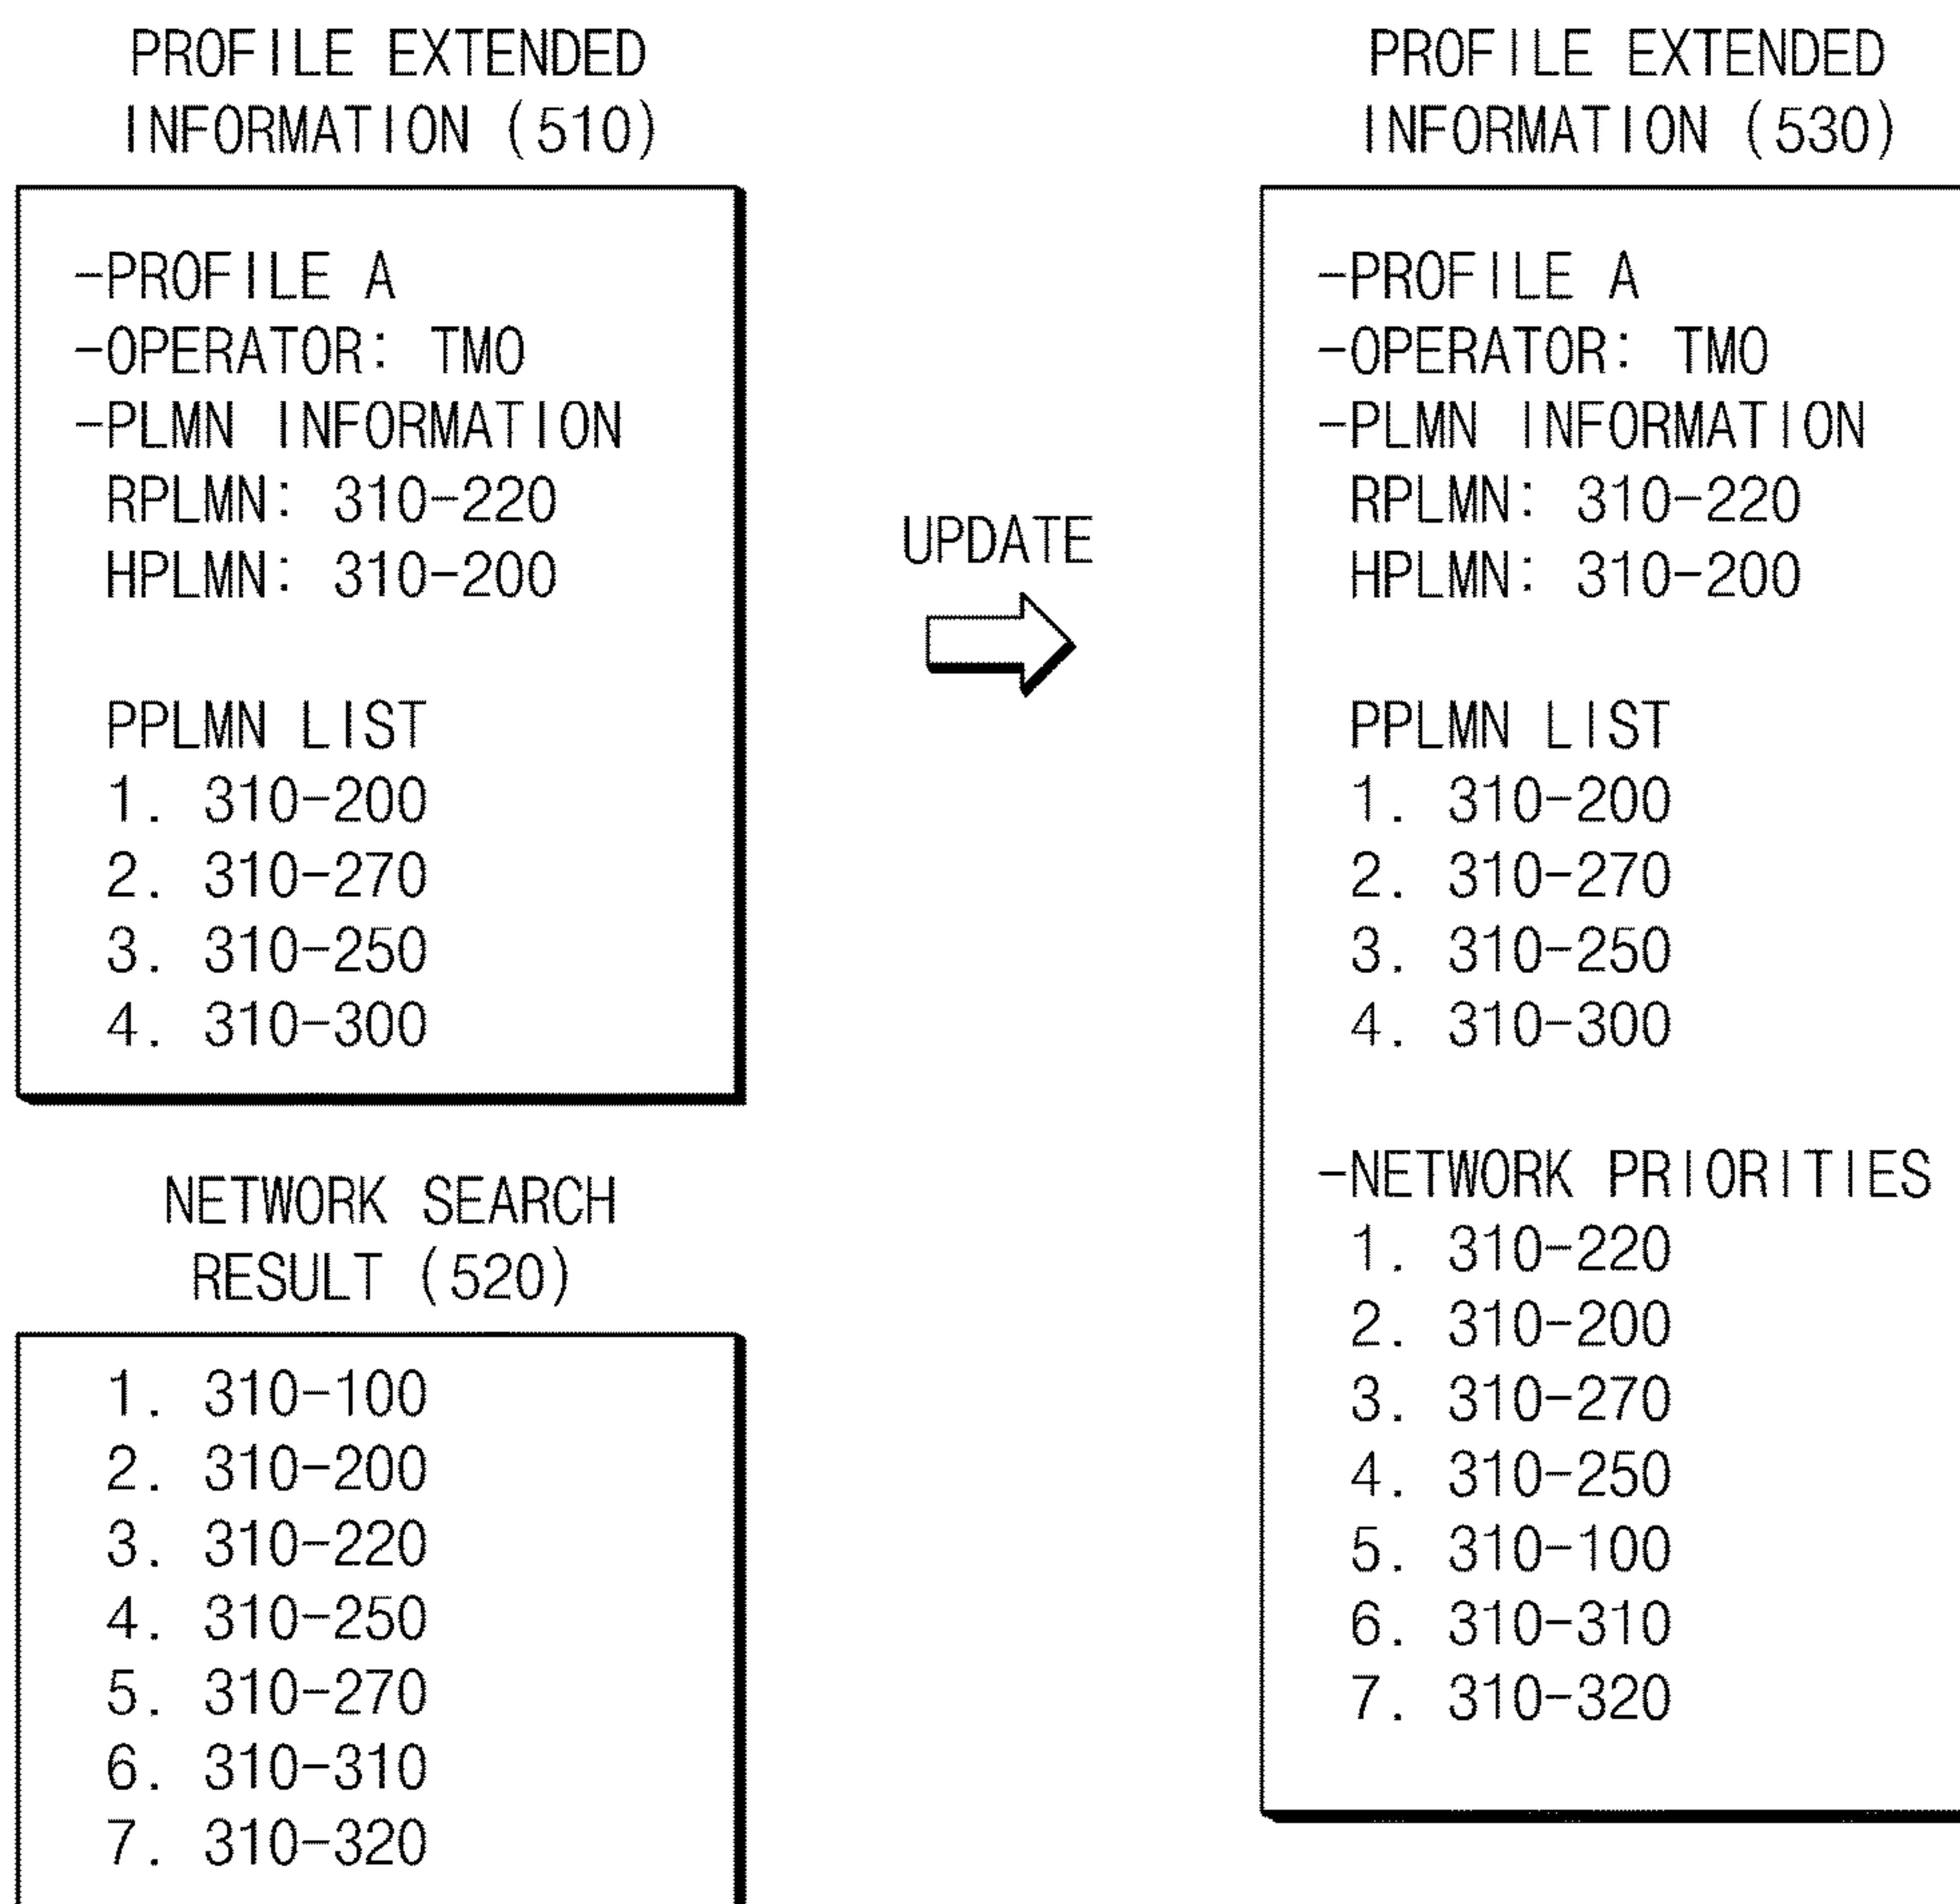 PROFILE EXTENDED
INFORMATION (510)
-PROFILE A
-OPERATOR: TMO
-PLMN INFORMATION
RPLMN: 310-220
HPLMN: 310-200
PPLMN LIST
1. 310-200
2. 310-270
3. 310-250
4. 310-300
NETWORK SEARCH
RESULT (520)
1. 310-100
2. 310-200
3. 310-220
4. 310-250
5. 310-270
6. 310-310
7. 310-320
UPDATE
PROFILE EXTENDED
INFORMATION (530)
-PROFILE A
-OPERATOR: TMO
-PLMN INFORMATION
RPLMN: 310-220
HPLMN: 310-200
PPLMN LIST
1. 310-200
2. 310-270
3. 310-250
4. 310-300
-NETWORK PRIORITIES
1. 310-220
2. 310-200
3. 310-270
4. 310-250
5. 310-100
6. 310-310
7. 310-320